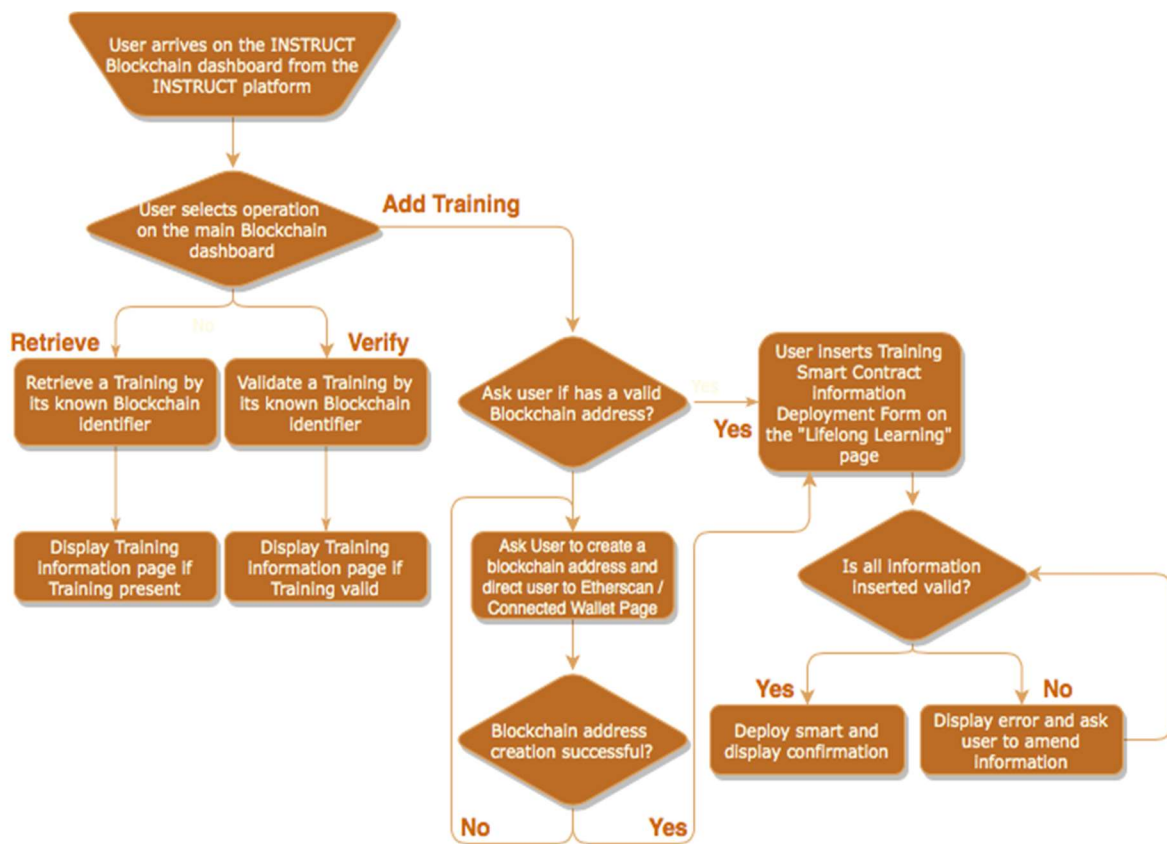 User arrives on the INSTRUCT
Blockchain dashboard from the
INSTRUCT platform
User selects operation
on the main Blockchain
dashboard
Add Training
No
Retrieve
Verify
Retrieve a Training by
its known Blockchain
identifier
Validate a Training by
its known Blockchain
identifier
Display Training
information page if
Training present
Display Training
information page if
Training valid
Ask user if has a valid
Blockchain address?
Yes
Yes
User inserts Training
Smart Contract
information
Deployment Form on
the "Lifelong Learning"
page
Ask User to create a
blockchain address and
direct user to Etherscan /
Connected Wallet Page
Blockchain address
creation successful?
No
Yes
Is all information
inserted valid?
Yes
No
Deploy smart and
display confirmation
Display error and ask
user to amend
information